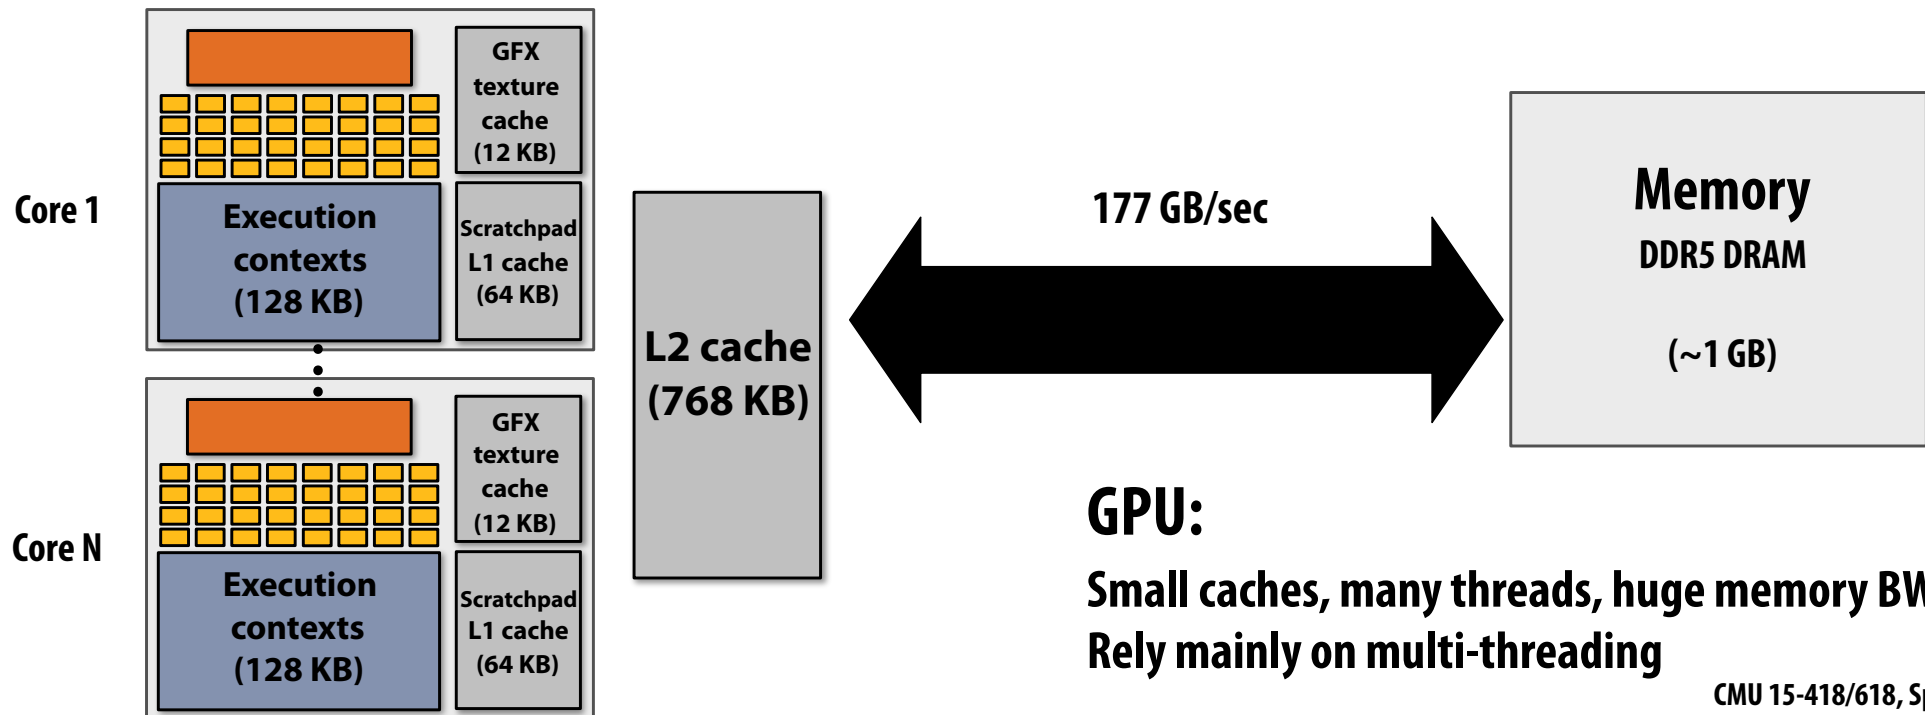 Core 1
GFX
texture
cache
(12 KB)
Execution
contexts
(128 KB)
Scratchpad
L1 cache
(64 KB)
Core N
GFX
texture
cache
(12 KB)
Execution
contexts
(128 KB)
Scratchpad
L1 cache
(64 KB)
L2 cache
(768 KB)
177 GB/sec
Memory
DDR5 DRAM
(~1 GB)
GPU:
Small caches, many threads, huge memory BW
Rely mainly on multi-threading
CMU 15-418/618, Sp